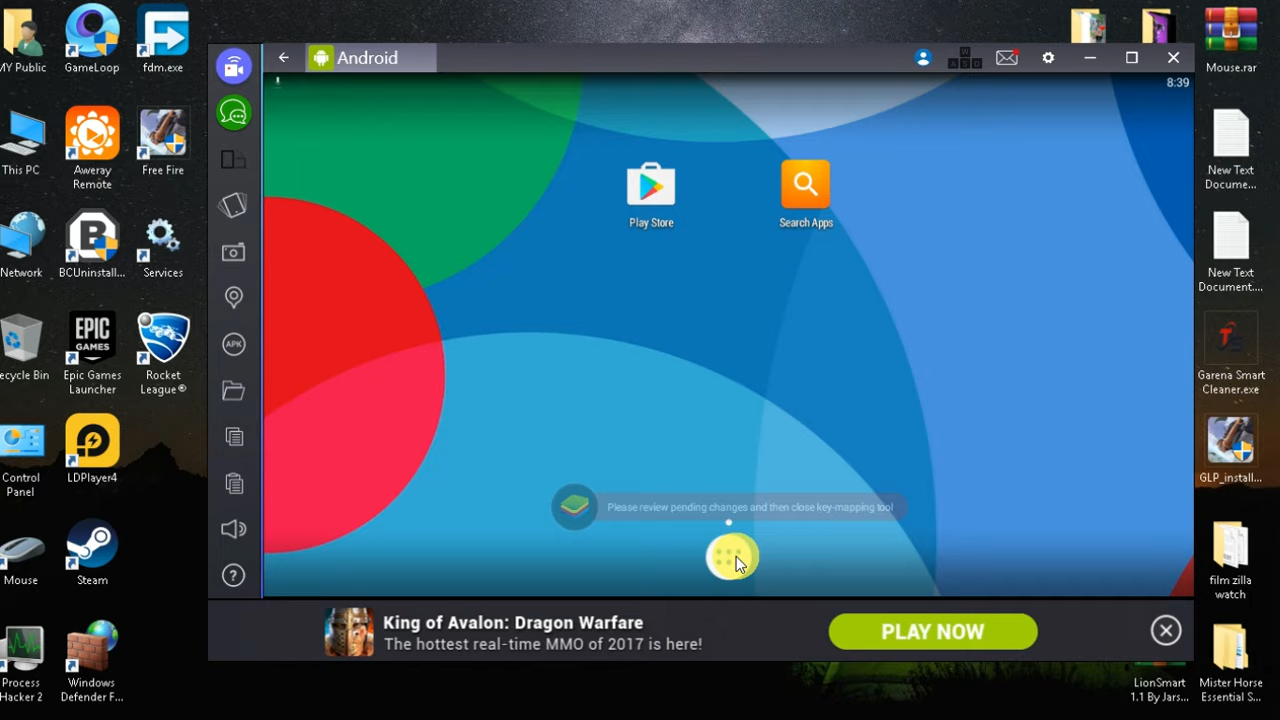 MY Public
GameLoop
fdm.exe
Mouse.rar
This PC
Aweray
Remote
Free Fire
New Text
Docume...
Network
BCUninstall...
Services
New Text
Document....
ecycle Bin
EPIC
GAMES
Epic Games
Launcher
Rocket
League®
Garena Smart
Cleaner.exe
Control
Panel
LDPlayer4
GLP_install...
Mouse
Steam
film zilla
watch
Process
Hacker 2
Windows
Defender F...
LionSmart
1.1 By Jars...
Mister Horse
Essential S...
Android
W
A S D
8:39
APK
Play Store
Search Apps
Please review pending changes and then close key-mapping tool
King of Avalon: Dragon Warfare
The hottest real-time MMO of 2017 is here!
PLAY NOW